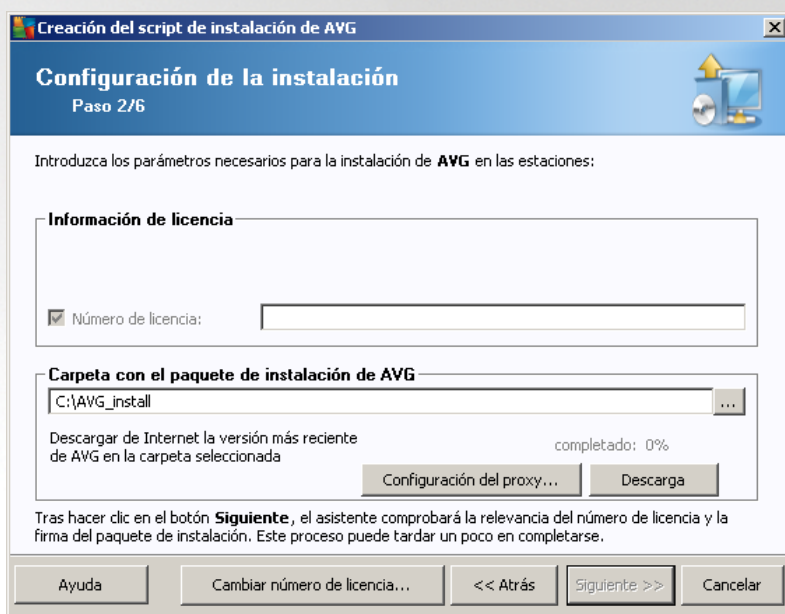 Creación del script de instalación de AVG
Configuración de la instalación
Paso 2/6
Introduzca los parámetros necesarios para la instalación de AVG en las estaciones:
Información de licencia
Número de licencia:
Carpeta con el paquete de instalación de AVG
C:\AVG_install
...
Descargar de Internet la versión más reciente
de AVG en la carpeta seleccionada
completado: 0%
Configuración del proxy...
Descarga
Tras hacer clic en el botón Siguiente, el asistente comprobará la relevancia del número de licencia y la
firma del paquete de instalación. Este proceso puede tardar un poco en completarse.
Ayuda
Cambiar número de licencia...
<< Atrás
Siguiente >>
Cancelar